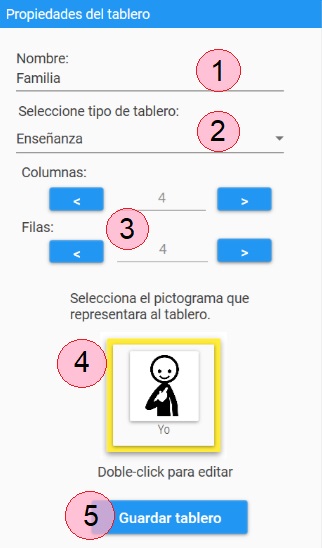 Propiedades del tablero
Nombre:
Familia
1
Seleccione tipo de tablero:
Enseñanza
2
Columnas:
< 4 >
Filas:
3
< 4 >
Selecciona el pictograma que
representara al tablero.
4
Yo
Doble-click para editar
5 Guardar tablero